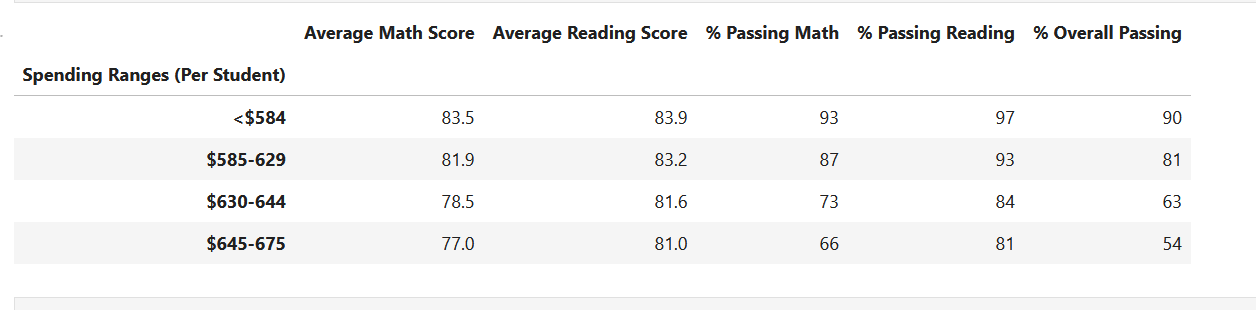 Average Math Score Average Reading Score % Passing Math % Passing Reading % Overall Passing
Spending Ranges (Per Student)
<$584 83.5 83.9 93 97 90
$585-629 81.9 83.2 87 93 81
$630-644 78.5 81.6 73 84 63
$645-675 77.0 81.0 66 81 54